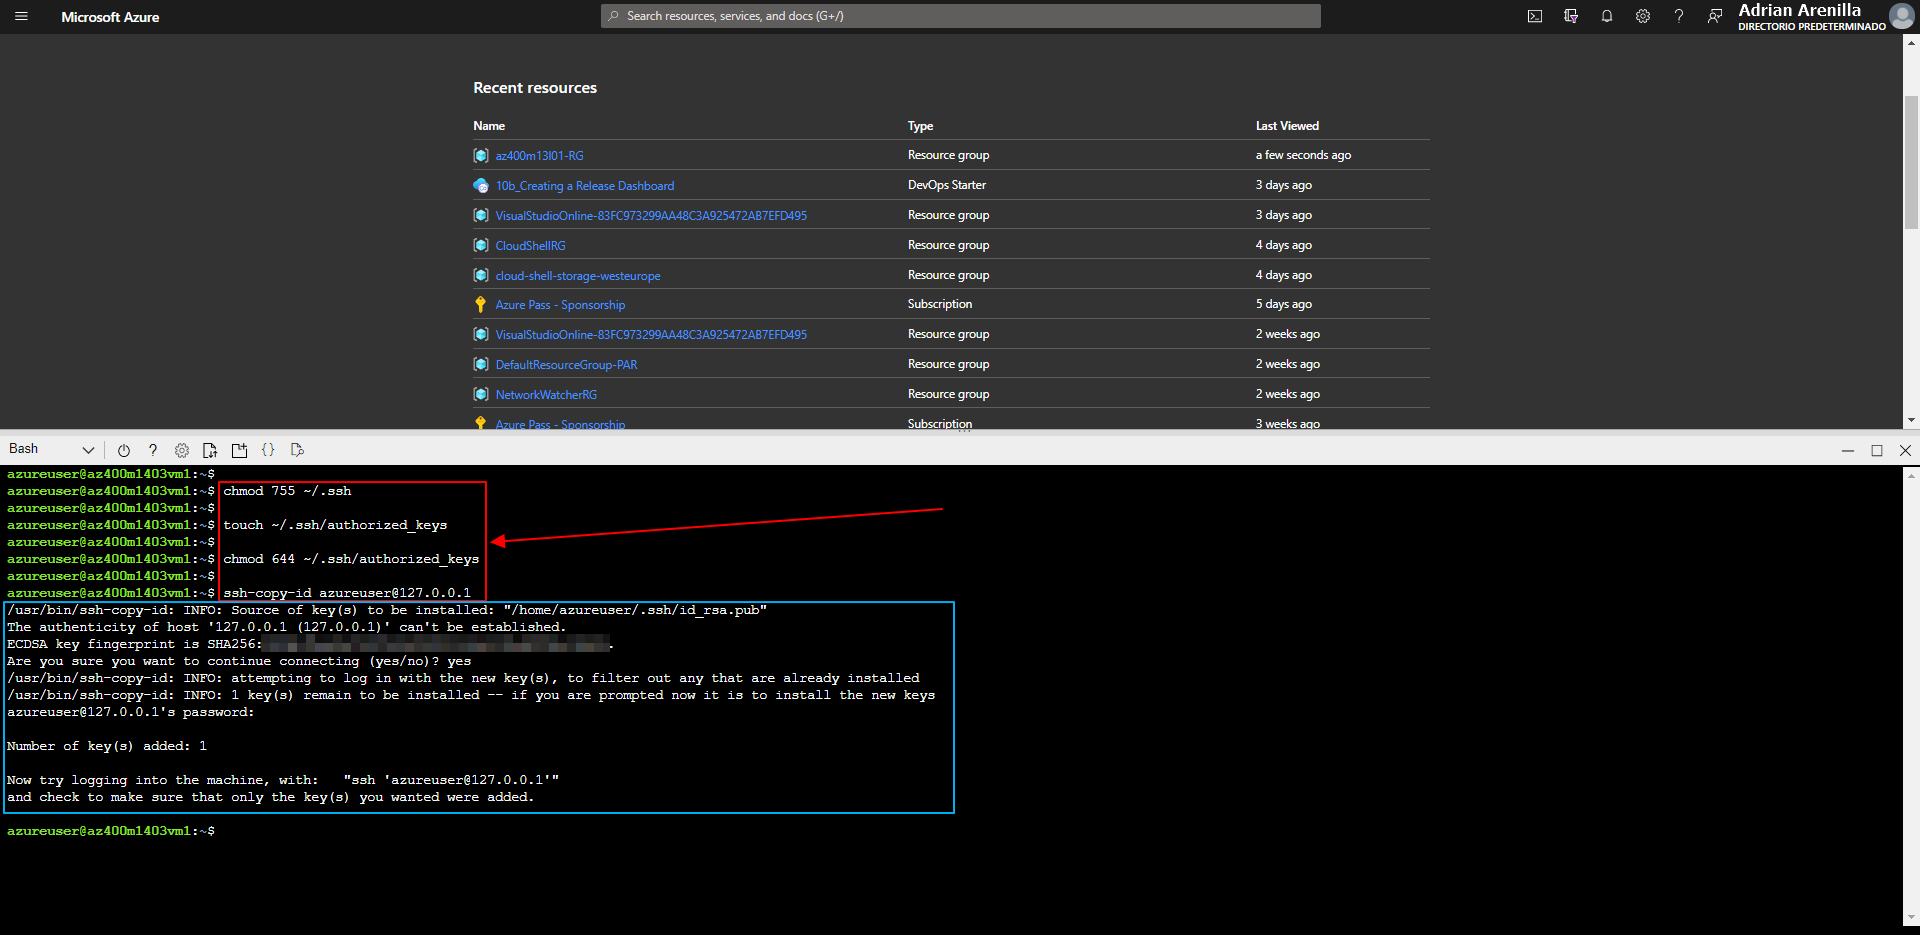 Microsoft Azure
Search resources, services, and docs (G+/)
Adrian Arenilla
DIRECTORIO PREDETERMINADO
Recent resources
Name Type Last Viewed
az400m13l01-RG Resource group a few seconds ago
10b_Creating a Release Dashboard DevOps Starter 3 days ago
VisualStudioOnline-83FC973299AA48C3A925472AB7EFD495 Resource group 3 days ago
CloudShellRG Resource group 4 days ago
cloud-shell-storage-westeurope Resource group 4 days ago
Azure Pass - Sponsorship Subscription 5 days ago
VisualStudioOnline-83FC973299AA48C3A925472AB7EFD495 Resource group 2 weeks ago
DefaultResourceGroup-PAR Resource group 2 weeks ago
NetworkWatcherRG Resource group 2 weeks ago
Azure Pass - Sponsorship Subscription 3 weeks ago
Bash
azureuser@az400m1403vm1:~$
azureuser@az400m1403vm1:~$ chmod 755 ~/.ssh
azureuser@az400m1403vm1:~$
azureuser@az400m1403vm1:~$ touch ~/.ssh/authorized_keys
azureuser@az400m1403vm1:~$
azureuser@az400m1403vm1:~$ chmod 644 ~/.ssh/authorized_keys
azureuser@az400m1403vm1:~$
azureuser@az400m1403vm1:~$ ssh-copy-id azureuser@127.0.0.1
/usr/bin/ssh-copy-id: INFO: Source of key(s) to be installed: "/home/azureuser/.ssh/id_rsa.pub"
The authenticity of host '127.0.0.1 (127.0.0.1)' can't be established.
ECDSA key fingerprint is SHA256:
Are you sure you want to continue connecting (yes/no)? yes
/usr/bin/ssh-copy-id: INFO: attempting to log in with the new key(s), to filter out any that are already installed
/usr/bin/ssh-copy-id: INFO: 1 key(s) remain to be installed -- if you are prompted now it is to install the new keys
azureuser@127.0.0.1's password:
Number of key(s) added: 1
Now try logging into the machine, with:   "ssh 'azureuser@127.0.0.1'"
and check to make sure that only the key(s) you wanted were added.
azureuser@az400m1403vm1:~$